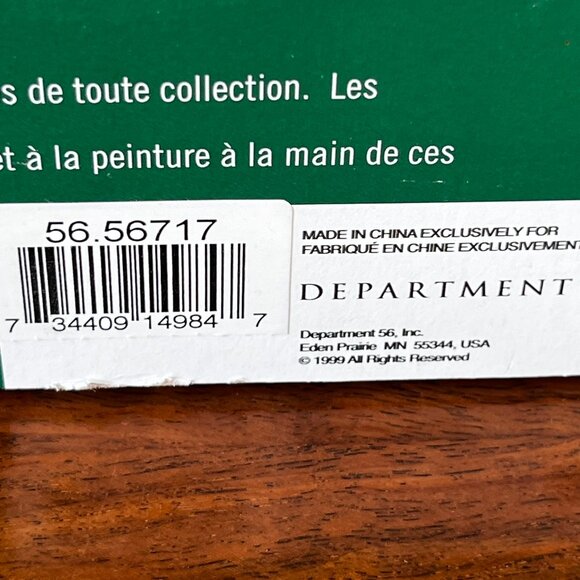 s de toute collection. Les
et à la peinture à la main de ces
56.56717
7 34409 14984 7
MADE IN CHINA EXCLUSIVELY FOR
FABRIQUÉ EN CHINE EXCLUSIVEMENT
DEPARTMENT
Department 56, Inc.
Eden Prairie MN 55344, USA
© 1999 All Rights Reserved